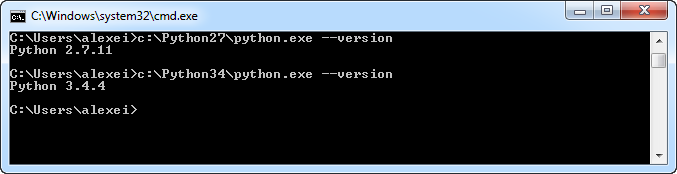 C:\Windows\system32\cmd.exe
C:\Users\alexei>c:\Python27\python.exe --version
Python 2.7.11
C:\Users\alexei>c:\Python34\python.exe --version
Python 3.4.4
C:\Users\alexei>